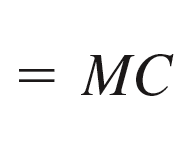 = MC